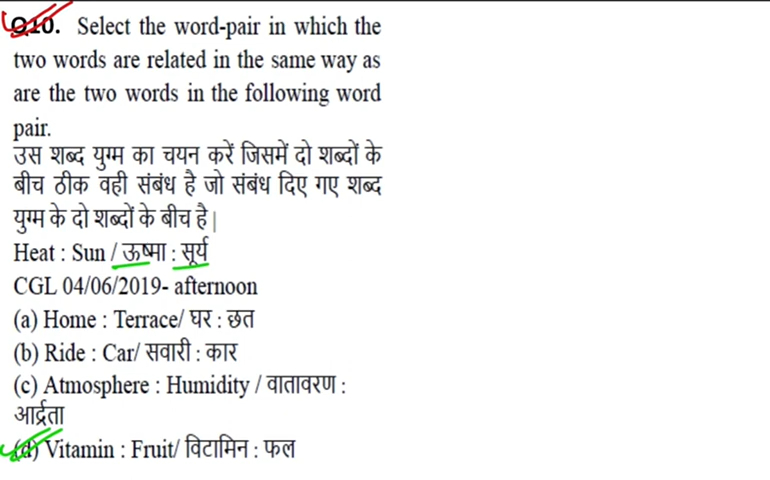 Q10. Select the word-pair in which the
two words are related in the same way as
are the two words in the following word
pair.
उस शब्द युग्म का चयन करें जिसमें दो शब्दों के
बीच ठीक वही संबंध है जो संबंध दिए गए शब्द
युग्म के दो शब्दों के बीच है|
Heat : Sun / ऊष्मा : सूर्य
CGL 04/06/2019- afternoon
(a) Home : Terrace/ घर : छत
(b) Ride : Car/ सवारी : कार
(c) Atmosphere : Humidity / वातावरण :
आर्द्रता
(d) Vitamin : Fruit/ विटामिन : फल